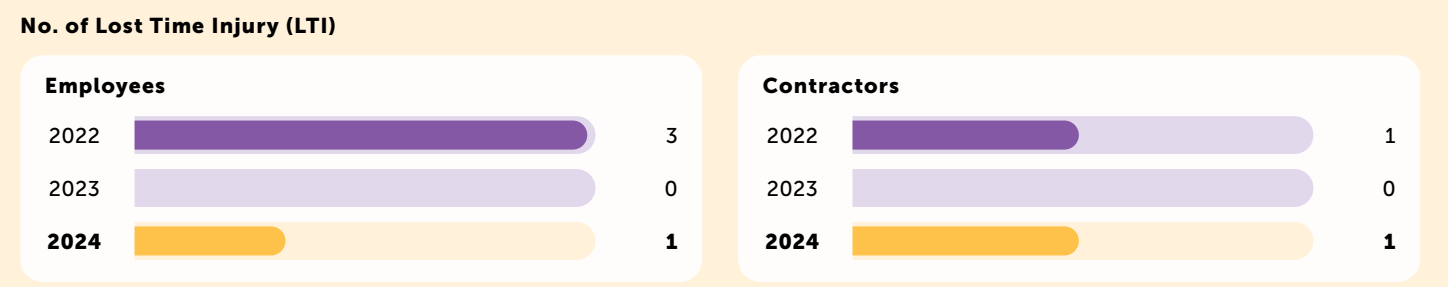 No. of Lost Time Injury (LTI)
Employees
2022 3
2023 0
2024 1
Contractors
2022 1
2023 0
2024 1